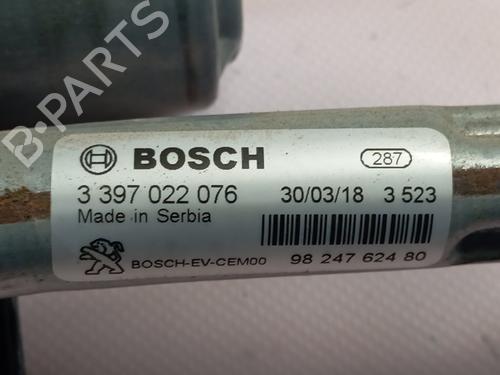 B-PARTS
BOSCH
287
3 397 022 076 30/03/18 3 523
Made in Serbia
BOSCH-EV-CEM00 98 247 624 80